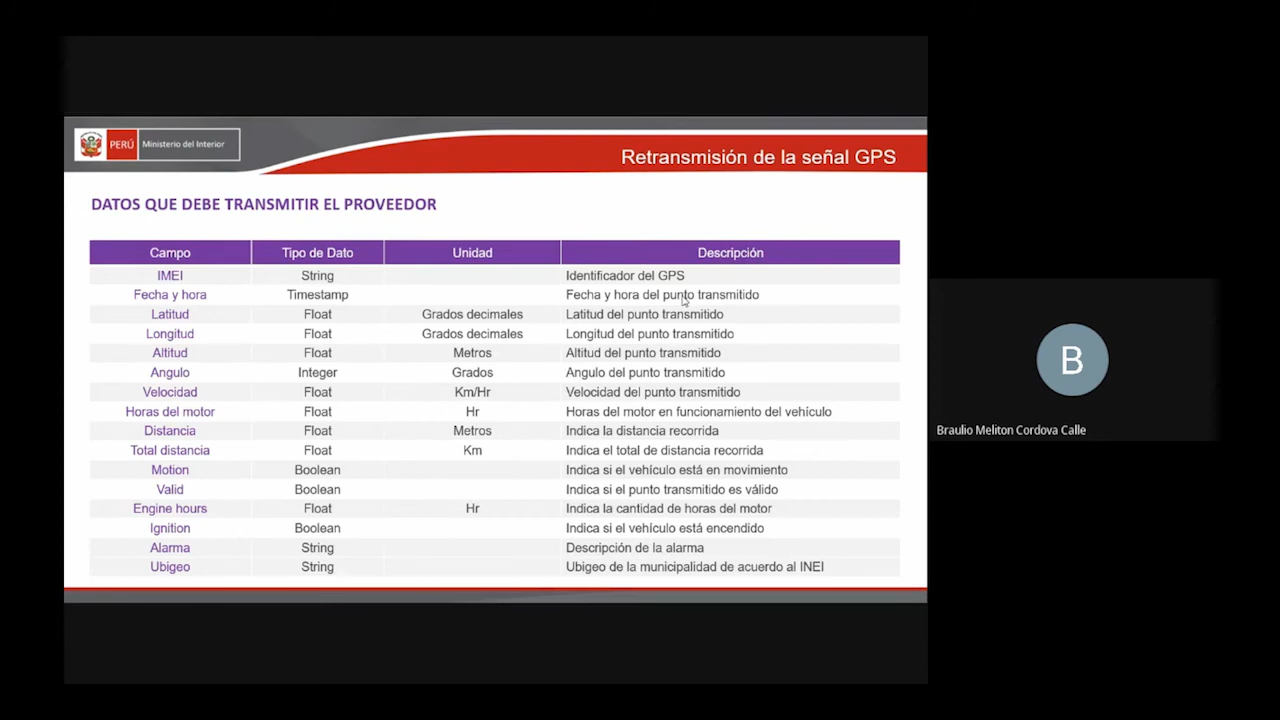 PERÚ Ministerio del Interior
Retransmisión de la señal GPS
DATOS QUE DEBE TRANSMITIR EL PROVEEDOR
Campo Tipo de Dato Unidad Descripción
IMEI String Identificador del GPS
Fecha y hora Timestamp Fecha y hora del punto transmitido
Latitud Float Grados decimales Latitud del punto transmitido
Longitud Float Grados decimales Longitud del punto transmitido
Altitud Float Metros Altitud del punto transmitido
Angulo Integer Grados Angulo del punto transmitido
Velocidad Float Km/Hr Velocidad del punto transmitido
Horas del motor Float Hr Horas del motor en funcionamiento del vehículo
Distancia Float Metros Indica la distancia recorrida
Total distancia Float Km Indica el total de distancia recorrida
Motion Boolean Indica si el vehículo está en movimiento
Valid Boolean Indica si el punto transmitido es válido
Engine hours Float Hr Indica la cantidad de horas del motor
Ignition Boolean Indica si el vehículo está encendido
Alarma String Descripción de la alarma
Ubigeo String Ubigeo de la municipalidad de acuerdo al INEI
B
Braulio Meliton Cordova Calle